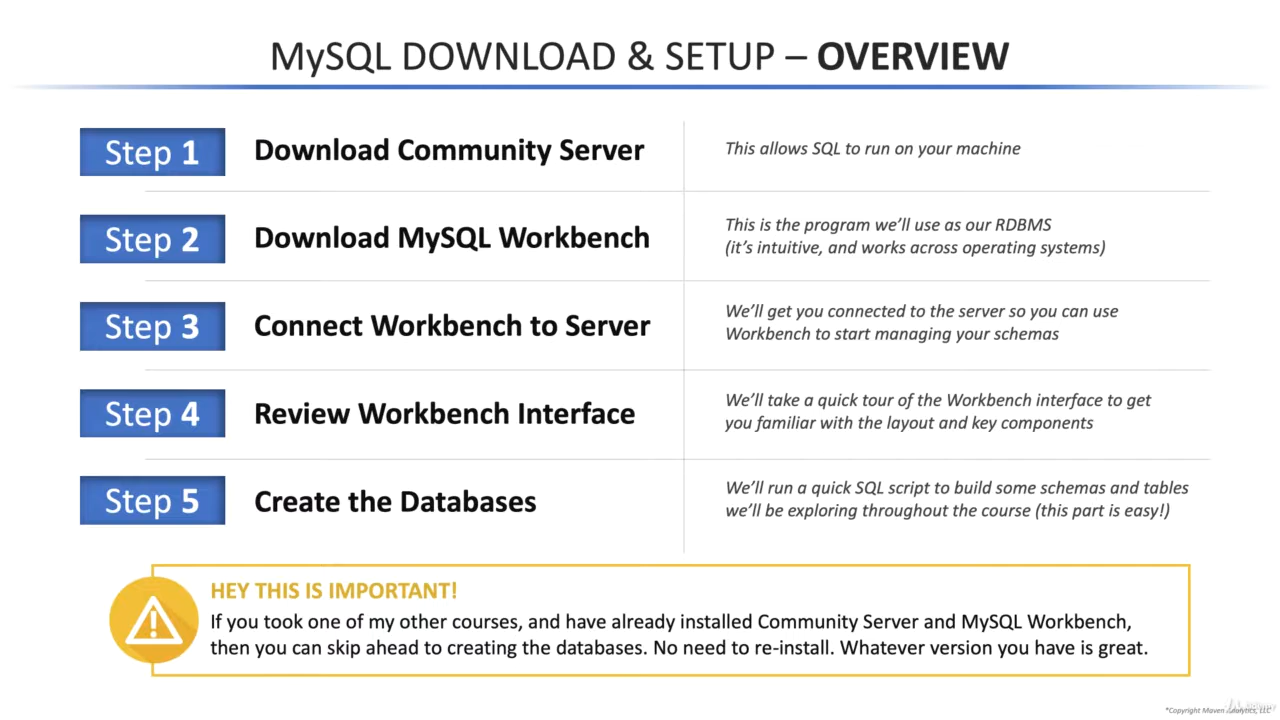 MySQL DOWNLOAD & SETUP – OVERVIEW
Step 1
Download Community Server
This allows SQL to run on your machine
Step 2
Download MySQL Workbench
This is the program we’ll use as our RDBMS
(it’s intuitive, and works across operating systems)
Step 3
Connect Workbench to Server
We’ll get you connected to the server so you can use
Workbench to start managing your schemas
Step 4
Review Workbench Interface
We’ll take a quick tour of the Workbench interface to get
you familiar with the layout and key components
Step 5
Create the Databases
We’ll run a quick SQL script to build some schemas and tables
we’ll be exploring throughout the course (this part is easy!)
HEY THIS IS IMPORTANT!
If you took one of my other courses, and have already installed Community Server and MySQL Workbench,
then you can skip ahead to creating the databases. No need to re-install. Whatever version you have is great.
*Copyright Maven Analytics, LLC